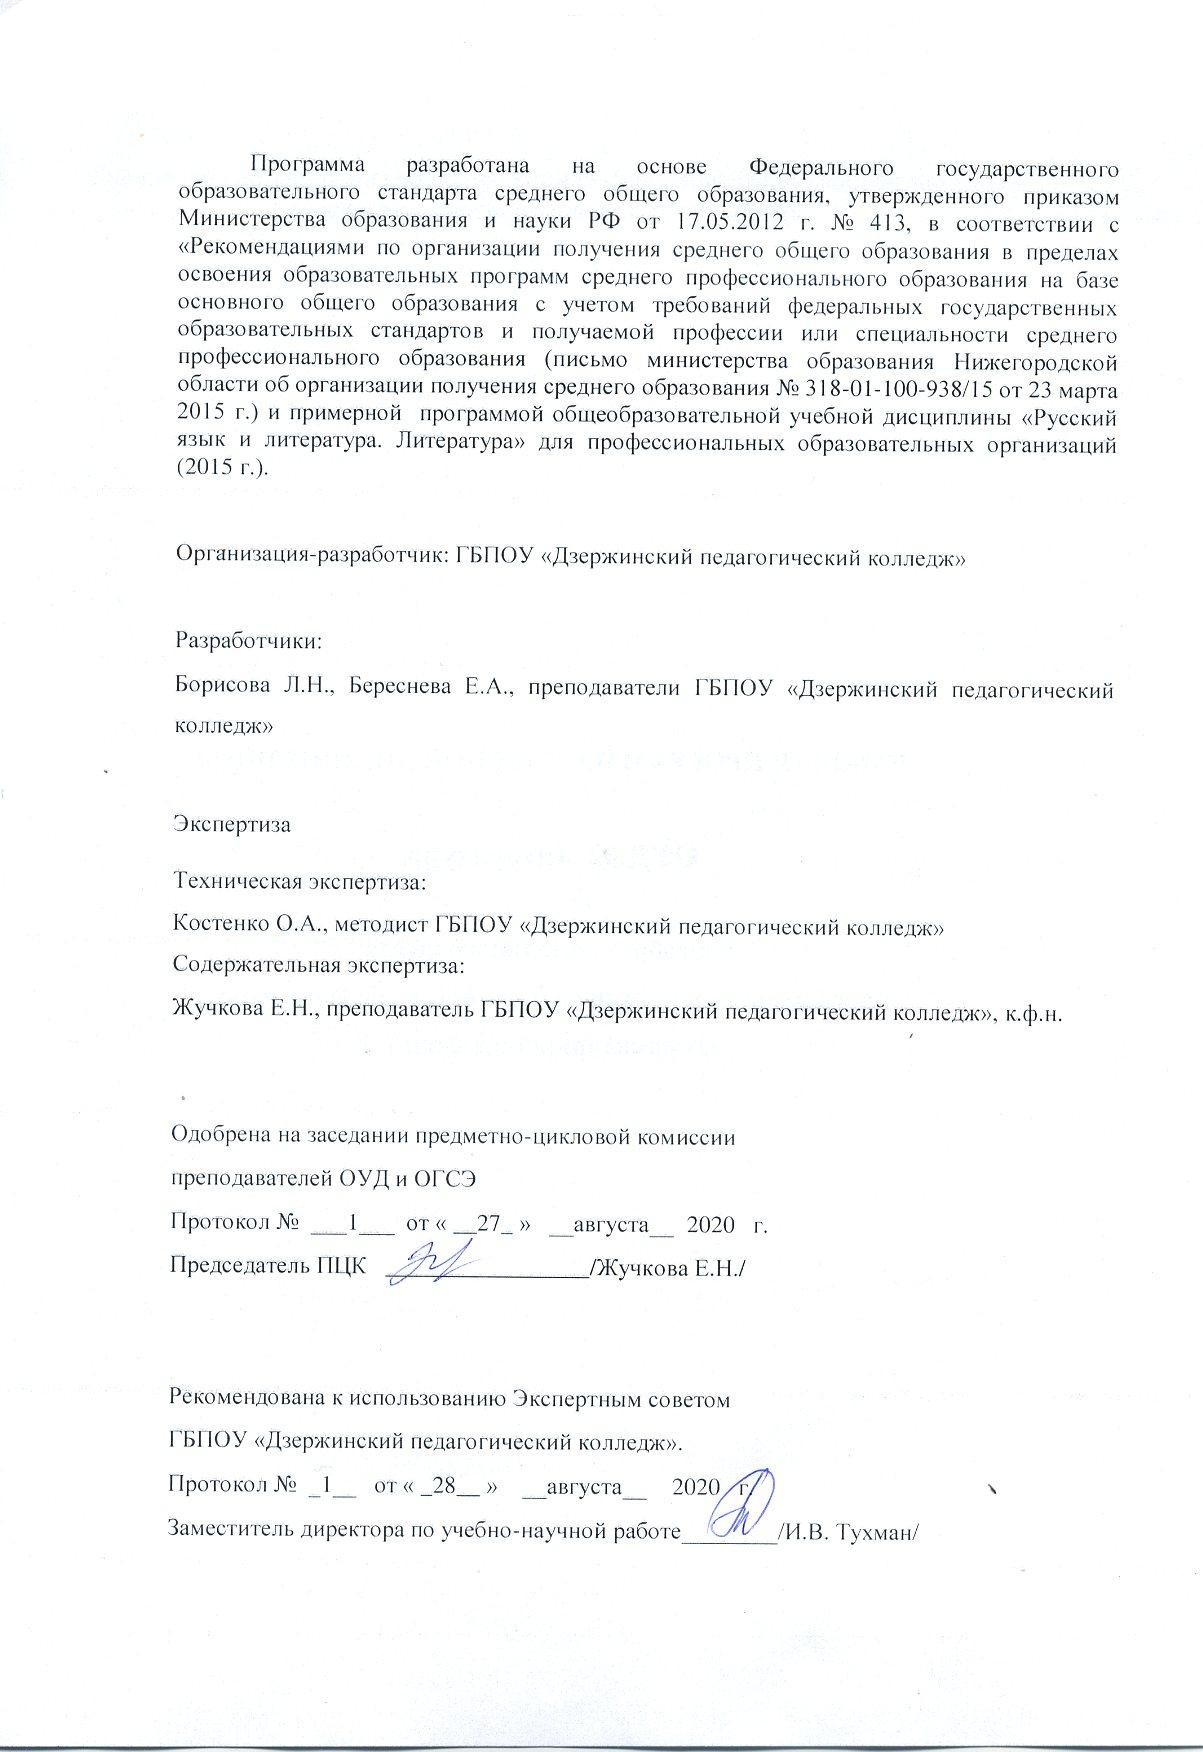 Программа разработана на основе Федерального государственного
образовательного стандарта среднего общего образования, утвержденного приказом
Министерства образования и науки РФ от 17.05.2012 г. № 413, в соответствии с
«Рекомендациями по организации получения среднего общего образования в пределах
освоения образовательных программ среднего профессионального образования на базе
основного общего образования с учетом требований федеральных государственных
образовательных стандартов и получаемой профессии или специальности среднего
профессионального образования (письмо министерства образования Нижегородской
области об организации получения среднего образования № 318-01-100-938/15 от 23 марта
2015 г.) и примерной программой общеобразовательной учебной дисциплины «Русский
язык и литература. Литература» для профессиональных образовательных организаций
(2015 г.).
Организация-разработчик: ГБПОУ «Дзержинский педагогический колледж»
Разработчики:
Борисова Л.Н., Береснева Е.А., преподаватели ГБПОУ «Дзержинский педагогический
колледж»
Экспертиза
Техническая экспертиза:
Костенко О.А., методист ГБПОУ «Дзержинский педагогический колледж»
Содержательная экспертиза:
Жучкова Е.Н., преподаватель ГБПОУ «Дзержинский педагогический колледж», к.ф.н.
Одобрена на заседании предметно-цикловой комиссии
преподавателей ОУД и ОГСЭ
Протокол № ___1___ от « __27_ » __августа__ 2020 г.
Председатель ПЦК _________________/Жучкова Е.Н./
Рекомендована к использованию Экспертным советом
ГБПОУ «Дзержинский педагогический колледж».
Протокол № _1__ от « _28__ » __августа__ 2020 г.
Заместитель директора по учебно-научной работе________/И.В. Тухман/